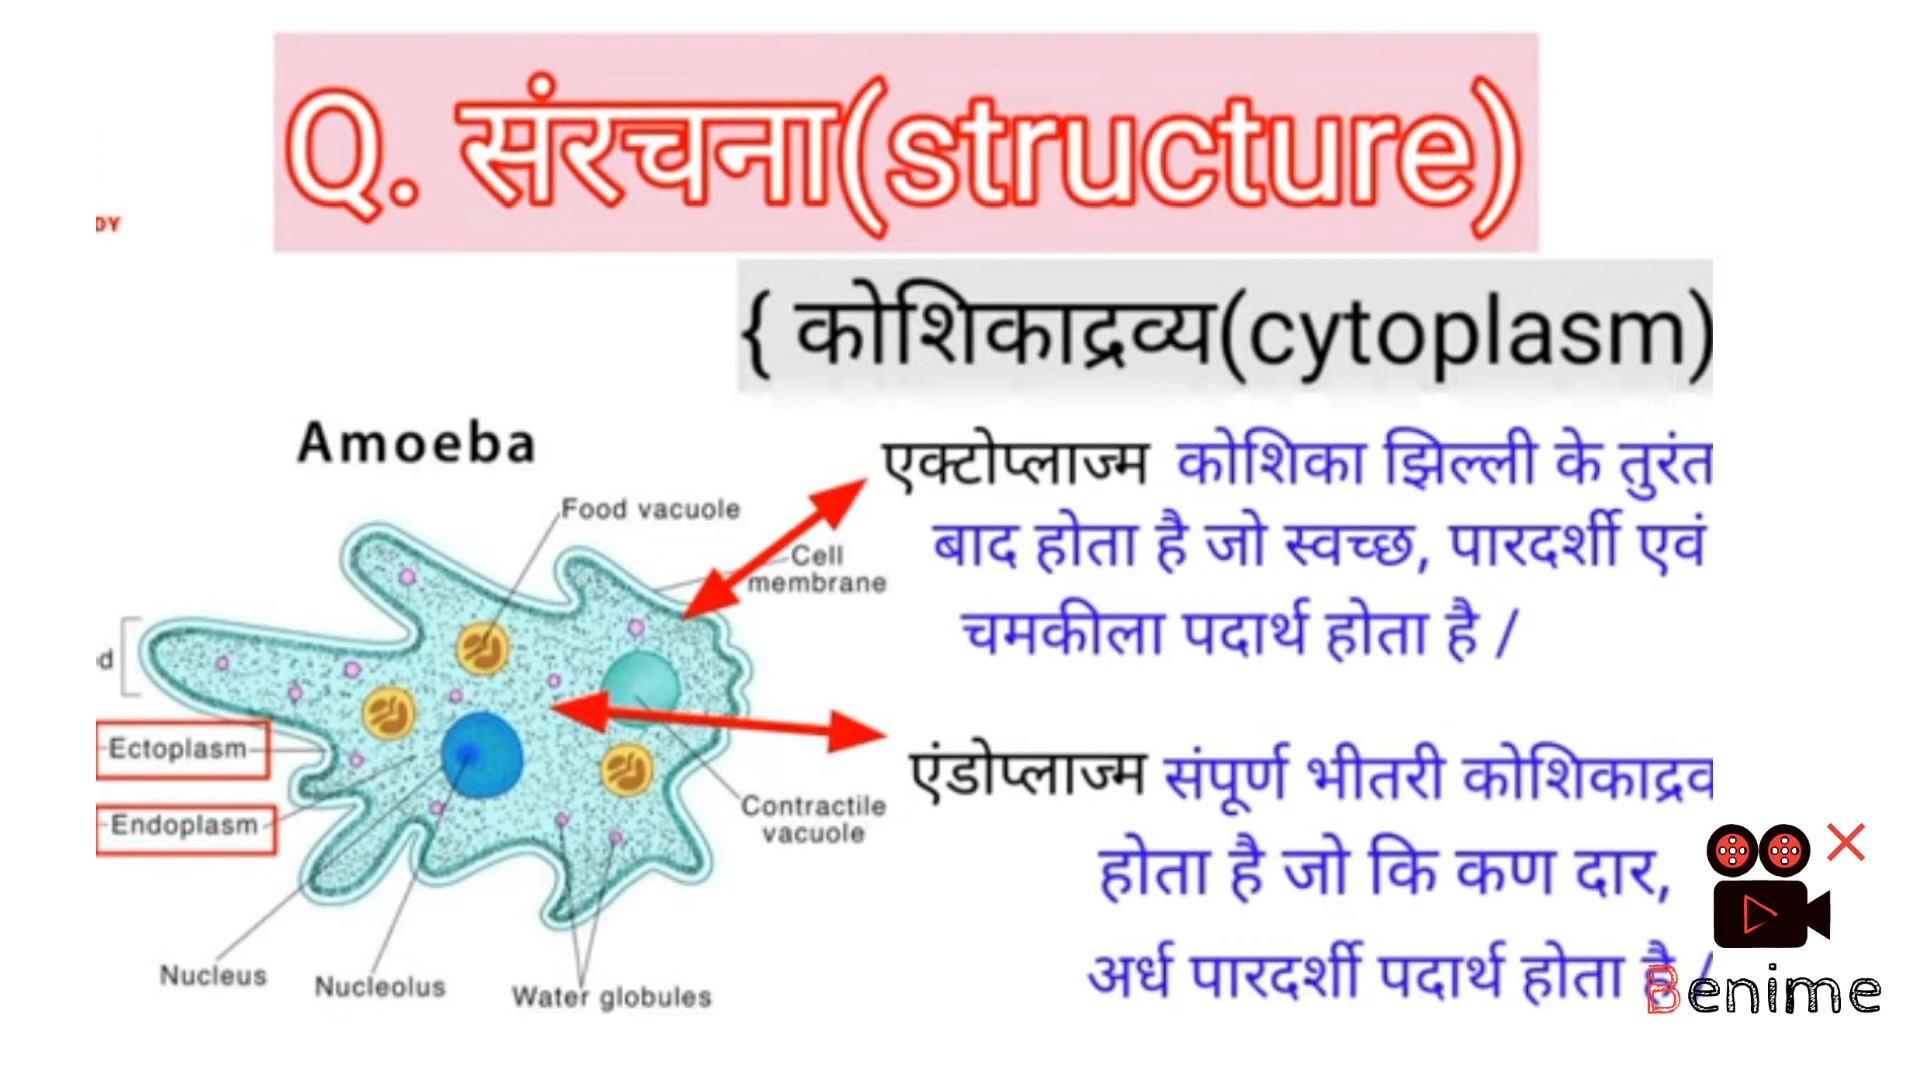 Q. संरचना(structure)
DY
{ कोशिकाद्रव्य(cytoplasm)
Amoeba
एक्टोप्लाज्म कोशिका झिल्ली के तुरंत
बाद होता है जो स्वच्छ, पारदर्शी एवं
चमकीला पदार्थ होता है /
Food vacuole
Cell
membrane
d
Ectoplasm
Endoplasm
Contractile
vacuole
Nucleus
Nucleolus
Water globules
एंडोप्लाज्म संपूर्ण भीतरी
होता है जो कि कण दार,
अर्ध पारदर्शी पदार्थ होता है /
Benime